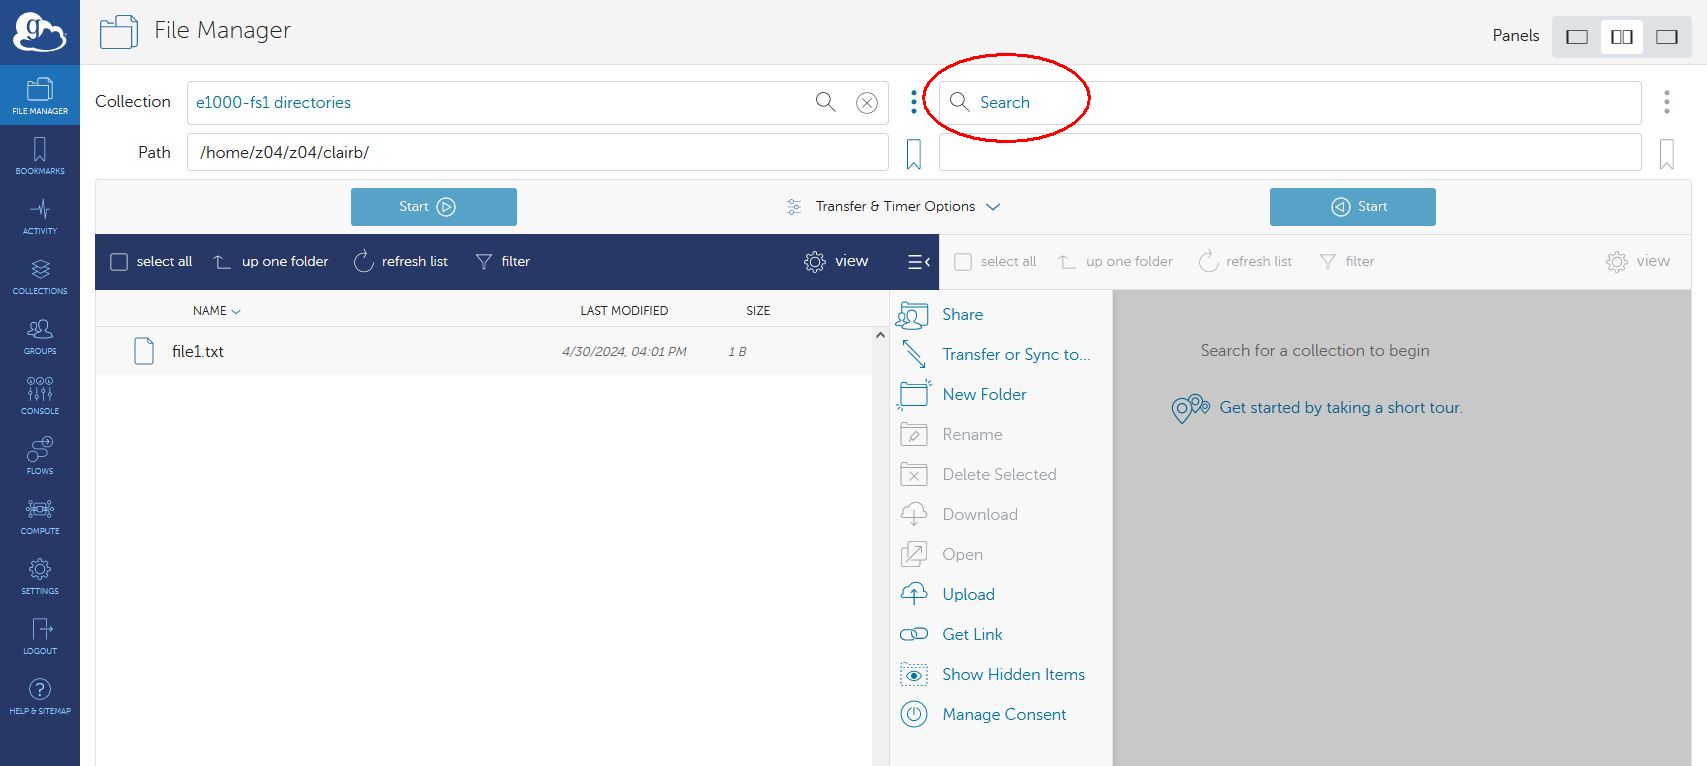 g
File Manager
Panels
FILE MANAGER
BOOKMARKS
ACTIVITY
COLLECTIONS
GROUPS
CONSOLE
FLOWS
COMPUTE
SETTINGS
LOGOUT
HELP & SITEMAP
Collection
e1000-fs1 directories
Search
Path
/home/z04/z04/clairb/
Start
Transfer & Timer Options
Start
select all up one folder refresh list filter view
select all up one folder refresh list filter view
NAME LAST MODIFIED SIZE
file1.txt 4/30/2024, 04:01 PM 1 B
Share
Transfer or Sync to...
New Folder
Rename
Delete Selected
Download
Open
Upload
Get Link
Show Hidden Items
Manage Consent
Search for a collection to begin
Get started by taking a short tour.